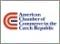 American
Chamber of
Commerce in the
Czech Republic